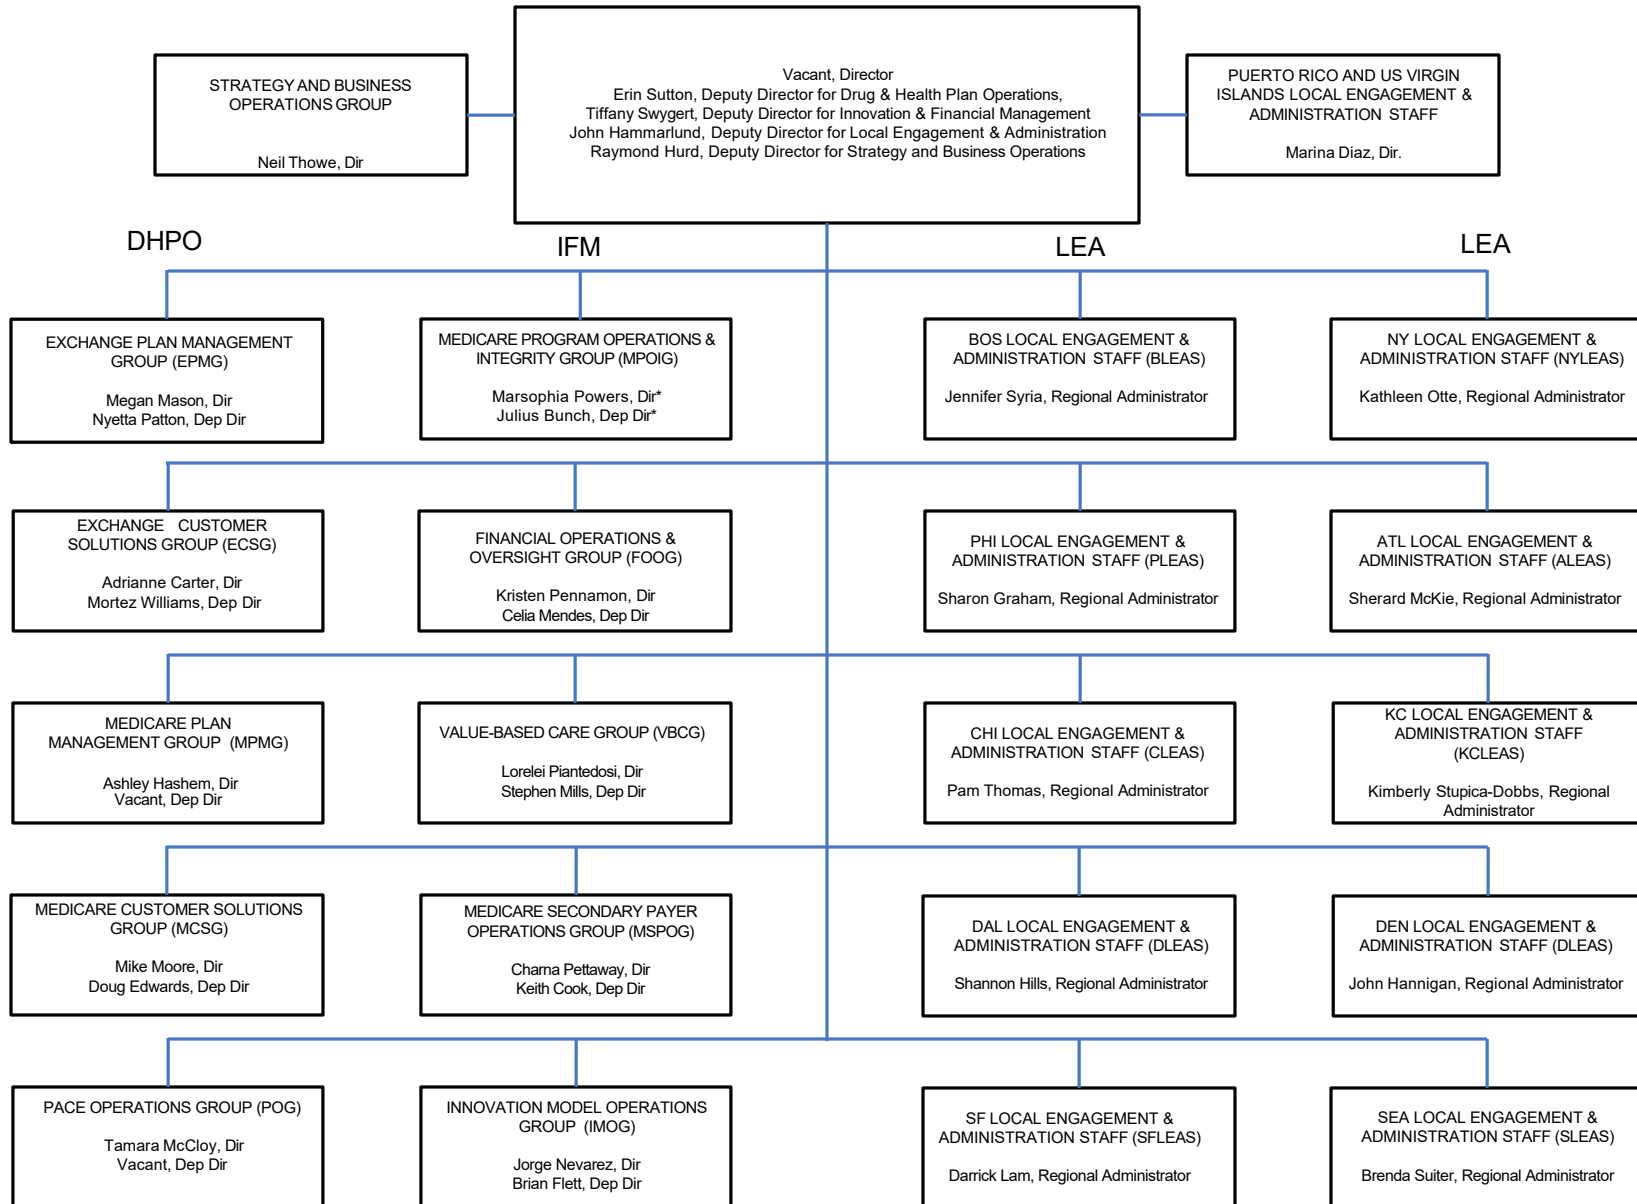 STRATEGY AND BUSINESS
OPERATIONS GROUP
Neil Thowe, Dir
Vacant, Director
Erin Sutton, Deputy Director for Drug & Health Plan Operations,
Tiffany Swygert, Deputy Director for Innovation & Financial Management
John Hammarlund, Deputy Director for Local Engagement & Administration
Raymond Hurd, Deputy Director for Strategy and Business Operations
PUERTO RICO AND US VIRGIN
ISLANDS LOCAL ENGAGEMENT &
ADMINISTRATION STAFF
Marina Diaz, Dir.
DHPO
IFM
LEA
LEA
EXCHANGE PLAN MANAGEMENT
GROUP (EPMG)
Megan Mason, Dir
Nyetta Patton, Dep Dir
MEDICARE PROGRAM OPERATIONS &
INTEGRITY GROUP (MPOIG)
Marsophia Powers, Dir*
Julius Bunch, Dep Dir*
BOS LOCAL ENGAGEMENT &
ADMINISTRATION STAFF (BLEAS)
Jennifer Syria, Regional Administrator
NY LOCAL ENGAGEMENT &
ADMINISTRATION STAFF (NYLEAS)
Kathleen Otte, Regional Administrator
EXCHANGE CUSTOMER
SOLUTIONS GROUP (ECSG)
Adrianne Carter, Dir
Mortez Williams, Dep Dir
FINANCIAL OPERATIONS &
OVERSIGHT GROUP (FOOG)
Kristen Pennamon, Dir
Celia Mendes, Dep Dir
PHI LOCAL ENGAGEMENT &
ADMINISTRATION STAFF (PLEAS)
Sharon Graham, Regional Administrator
ATL LOCAL ENGAGEMENT &
ADMINISTRATION STAFF (ALEAS)
Sherard McKie, Regional Administrator
MEDICARE PLAN
MANAGEMENT GROUP (MPMG)
Ashley Hashem, Dir
Vacant, Dep Dir
VALUE-BASED CARE GROUP (VBCG)
Lorelei Piantedosi, Dir
Stephen Mills, Dep Dir
CHI LOCAL ENGAGEMENT &
ADMINISTRATION STAFF (CLEAS)
Pam Thomas, Regional Administrator
KC LOCAL ENGAGEMENT &
ADMINISTRATION STAFF
(KCLEAS)
Kimberly Stupica-Dobbs, Regional
Administrator
MEDICARE CUSTOMER SOLUTIONS
GROUP (MCSG)
Mike Moore, Dir
Doug Edwards, Dep Dir
MEDICARE SECONDARY PAYER
OPERATIONS GROUP (MSPOG)
Charna Pettaway, Dir
Keith Cook, Dep Dir
DAL LOCAL ENGAGEMENT &
ADMINISTRATION STAFF (DLEAS)
Shannon Hills, Regional Administrator
DEN LOCAL ENGAGEMENT &
ADMINISTRATION STAFF (DLEAS)
John Hannigan, Regional Administrator
PACE OPERATIONS GROUP (POG)
Tamara McCloy, Dir
Vacant, Dep Dir
INNOVATION MODEL OPERATIONS
GROUP (IMOG)
Jorge Nevarez, Dir
Brian Flett, Dep Dir
SF LOCAL ENGAGEMENT &
ADMINISTRATION STAFF (SFLEAS)
Darrick Lam, Regional Administrator
SEA LOCAL ENGAGEMENT &
ADMINISTRATION STAFF (SLEAS)
Brenda Suiter, Regional Administrator